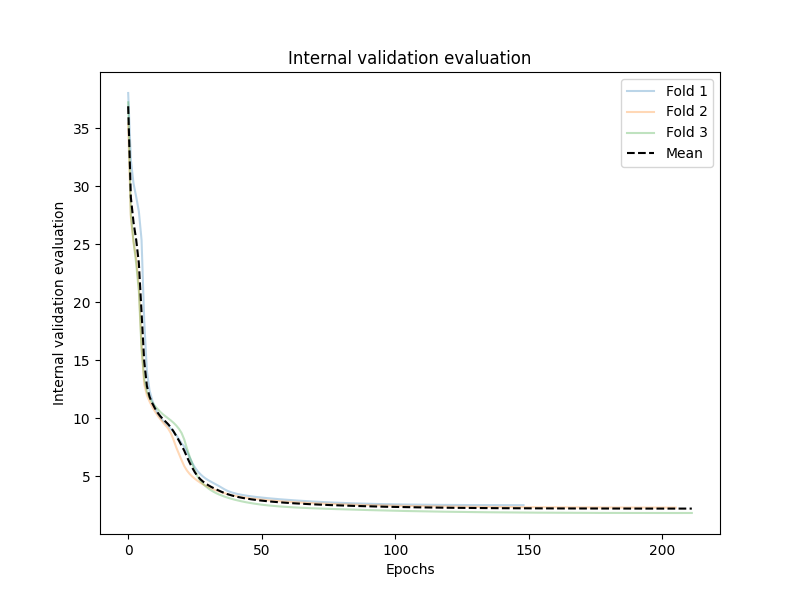 Internal validation evaluation
Fold 1
Fold 2
Fold 3
Mean
Internal validation evaluation
35
30
25
20
15
10
5
0 50 100 150 200
Epochs